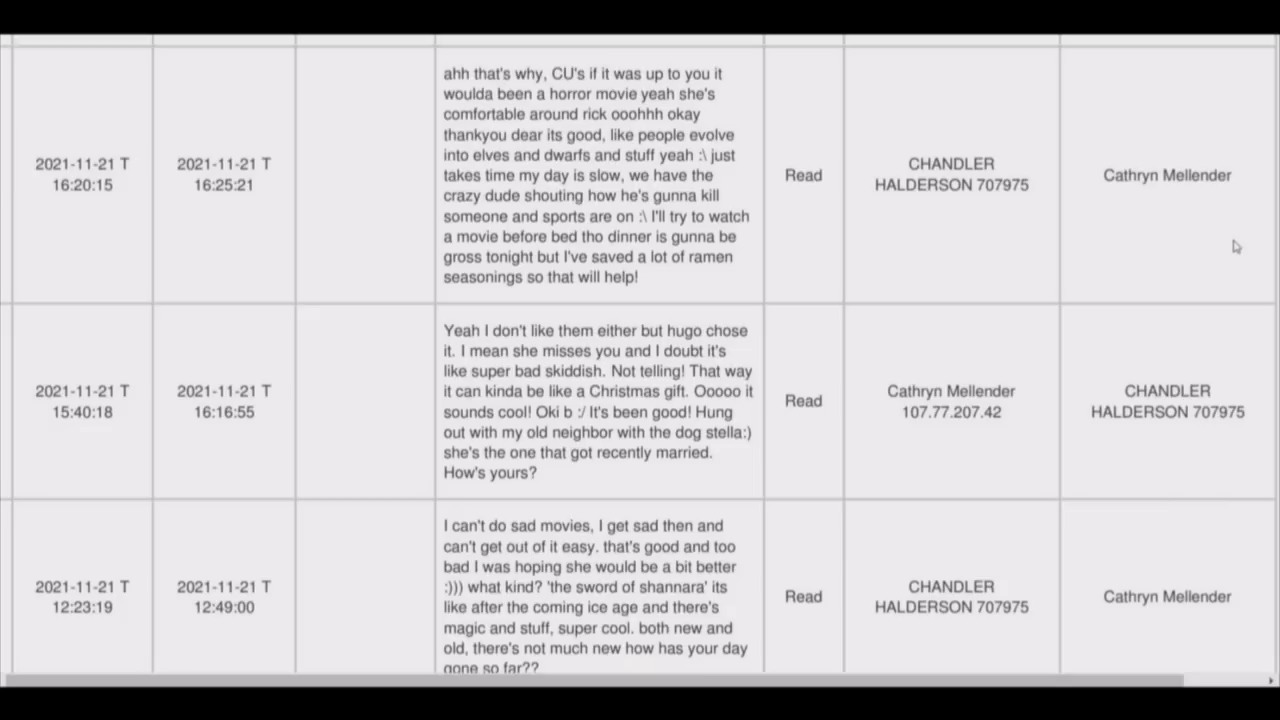 2021-11-21 T
16:20:15
2021-11-21 T
16:25:21
ahh that's why, CU's if it was up to you it
woulda been a horror movie yeah she's
comfortable around rick ooohhh okay
thankyou dear its good, like people evolve
into elves and dwarfs and stuff yeah :\ just
takes time my day is slow, we have the
crazy dude shouting how he's gunna kill
someone and sports are on :\ I'll try to watch
a movie before bed tho dinner is gunna be
gross tonight but I've saved a lot of ramen
seasonings so that will help!
Read
CHANDLER
HALDERSON 707975
Cathryn Mellender
2021-11-21 T
15:40:18
2021-11-21 T
16:16:55
Yeah I don't like them either but hugo chose
it. I mean she misses you and I doubt it's
like super bad skiddish. Not telling! That way
it can kinda be like a Christmas gift. Ooooo it
sounds cool! Oki b :/ It's been good! Hung
out with my old neighbor with the dog stella:)
she's the one that got recently married.
How's yours?
Read
Cathryn Mellender
107.77.207.42
CHANDLER
HALDERSON 707975
2021-11-21 T
12:23:19
2021-11-21 T
12:49:00
I can't do sad movies, I get sad then and
can't get out of it easy. that's good and too
bad I was hoping she would be a bit better
:))) what kind? 'the sword of shannara' its
like after the coming ice age and there's
magic and stuff, super cool. both new and
old, there's not much new how has your day
gone so far??
Read
CHANDLER
HALDERSON 707975
Cathryn Mellender